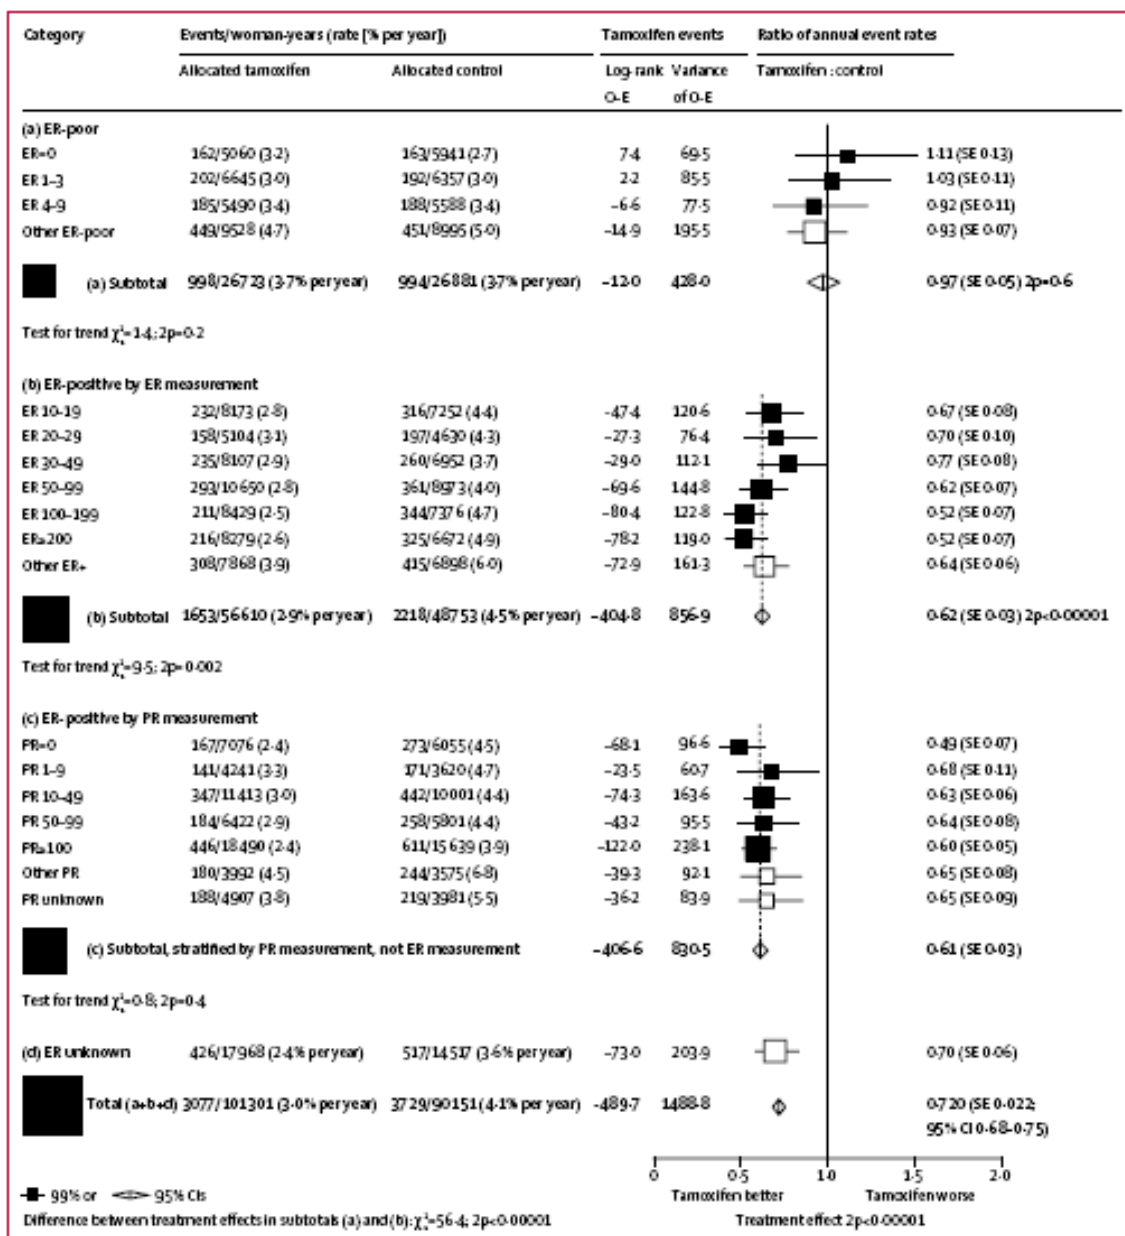 Category Events/woman-years (rate [% per year]) Tamoxifen events Ratio of annual event rates
Allocated tamoxifen Allocated control Log-rank Variance Tamoxifen : control
O–E of O–E
(a) ER-poor
ER=0 162/5060 (3·2) 163/5941 (2·7) 7·4 69·5 1·11 (SE 0·13)
ER 1–3 202/6645 (3·0) 192/6357 (3·0) 2·2 85·5 1·03 (SE 0·11)
ER 4–9 185/5490 (3·4) 188/5588 (3·4) –6·6 77·5 0·92 (SE 0·11)
Other ER-poor 449/9528 (4·7) 451/8995 (5·0) –14·9 195·5 0·93 (SE 0·07)
(a) Subtotal 998/26723 (3·7% per year) 994/26881 (3·7% per year) –12·0 428·0 0·97 (SE 0·05) 2p=0·6
Test for trend χ²₁=1·4; 2p=0·2
(b) ER-positive by ER measurement
ER 10–19 232/8173 (2·8) 316/7252 (4·4) –47·4 120·6 0·67 (SE 0·08)
ER 20–29 158/5104 (3·1) 197/4630 (4·3) –27·3 76·4 0·70 (SE 0·10)
ER 30–49 235/8107 (2·9) 260/6952 (3·7) –29·0 112·1 0·77 (SE 0·08)
ER 50–99 293/10650 (2·8) 361/8973 (4·0) –69·6 144·8 0·62 (SE 0·07)
ER 100–199 211/8429 (2·5) 344/7376 (4·7) –80·4 122·8 0·52 (SE 0·07)
ER≥200 216/8279 (2·6) 325/6672 (4·9) –78·2 119·0 0·52 (SE 0·07)
Other ER+ 308/7868 (3·9) 415/6898 (6·0) –72·9 161·3 0·64 (SE 0·06)
(b) Subtotal 1653/56610 (2·9% per year) 2218/48753 (4·5% per year) –404·8 856·9 0·62 (SE 0·03) 2p<0·00001
Test for trend χ²₁=9·5; 2p=0·002
(c) ER-positive by PR measurement
PR=0 167/7076 (2·4) 273/6055 (4·5) –68·1 96·6 0·49 (SE 0·07)
PR 1–9 141/4241 (3·3) 171/3620 (4·7) –23·5 60·7 0·68 (SE 0·11)
PR 10–49 347/11413 (3·0) 442/10001 (4·4) –74·3 163·6 0·63 (SE 0·06)
PR 50–99 184/6422 (2·9) 258/5801 (4·4) –43·2 95·5 0·64 (SE 0·08)
PR≥100 446/18490 (2·4) 611/15639 (3·9) –122·0 238·1 0·60 (SE 0·05)
Other PR 180/3992 (4·5) 244/3575 (6·8) –39·3 92·1 0·65 (SE 0·08)
PR unknown 188/4907 (3·8) 219/3981 (5·5) –36·2 83·9 0·65 (SE 0·09)
(c) Subtotal, stratified by PR measurement, not ER measurement –406·6 830·5 0·61 (SE 0·03)
Test for trend χ²₁=0·8; 2p=0·4
(d) ER unknown 426/17968 (2·4% per year) 517/14517 (3·6% per year) –73·0 203·9 0·70 (SE 0·06)
Total (a+b+d) 3077/101301 (3·0% per year) 3729/90151 (4·1% per year) –489·7 1488·8 0·720 (SE 0·022;
95% CI 0·68–0·75)
0 0·5 1·0 1·5 2·0
99% or 95% CIs Tamoxifen better Tamoxifen worse
Difference between treatment effects in subtotals (a) and (b): χ²₁=56·4; 2p<0·00001 Treatment effect 2p<0·00001